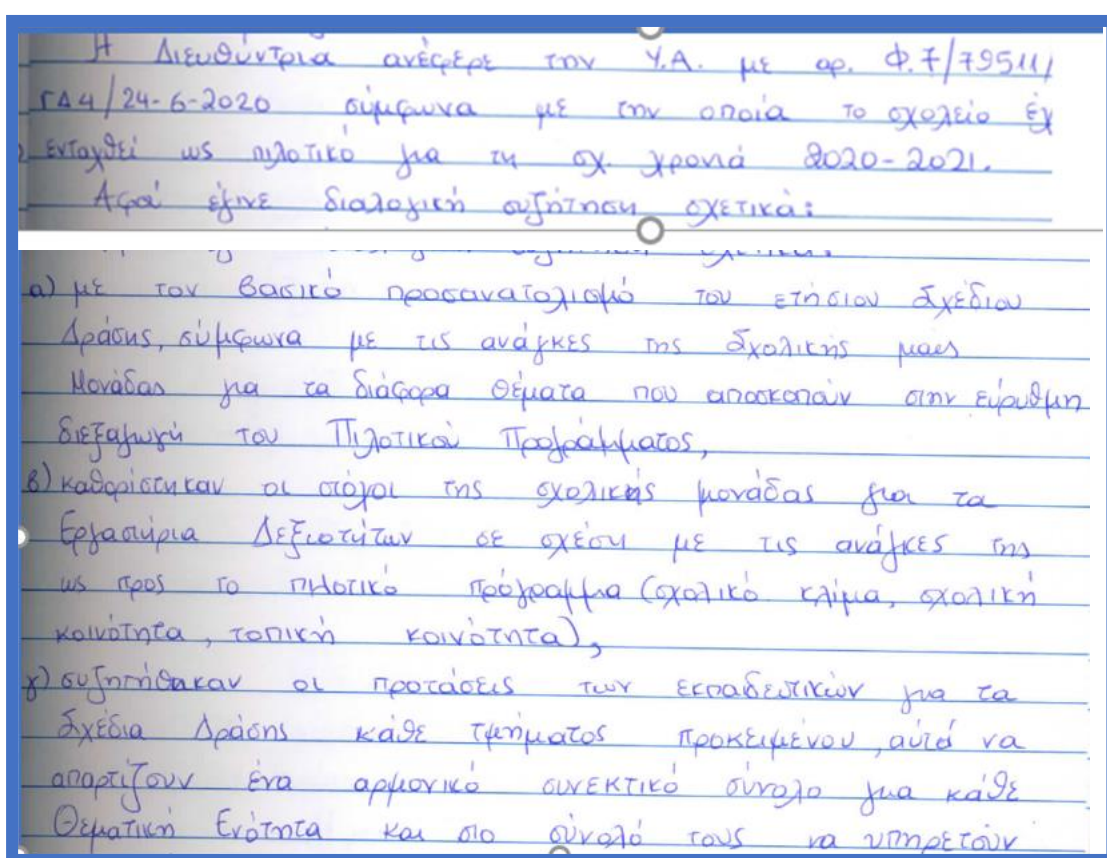 Η Διευθύντρια ανέφερε την Υ.Α. με αρ. Φ.7/79511/
ΓΔ4/24-6-2020 σύμφωνα με την οποία το σχολείο έχ
ενταχθεί ως πιλοτικό για τη σχ. χρονιά 2020-2021.
Αφού έγινε διαλογική συζήτηση σχετικά:
α) με τον βασικό προσανατολισμό του ετήσιου Σχέδιου
Δράσης, σύμφωνα με τις ανάγκες της Σχολικής μας
Μονάδας για τα διάφορα θέματα που αποσκοπούν στην εύρυθμη
διεξαγωγή του Πιλοτικού Προγράμματος,
β) καθορίστηκαν οι στόχοι της σχολικής μονάδας για τα
Εργαστήρια Δεξιοτήτων σε σχέση με τις ανάγκες της
ως προς το πιλοτικό πρόγραμμα (σχολικό κλίμα, σχολική
κοινότητα, τοπική κοινότητα),
γ) συζητήθηκαν οι προτάσεις των εκπαιδευτικών για τα
Σχέδια Δράσης κάθε τμήματος προκειμένου, αυτά να
απαρτίζουν ένα αρμονικό συνεκτικό σύνολο για κάθε
Θεματική Ενότητα και στο σύνολό τους να υπηρετούν